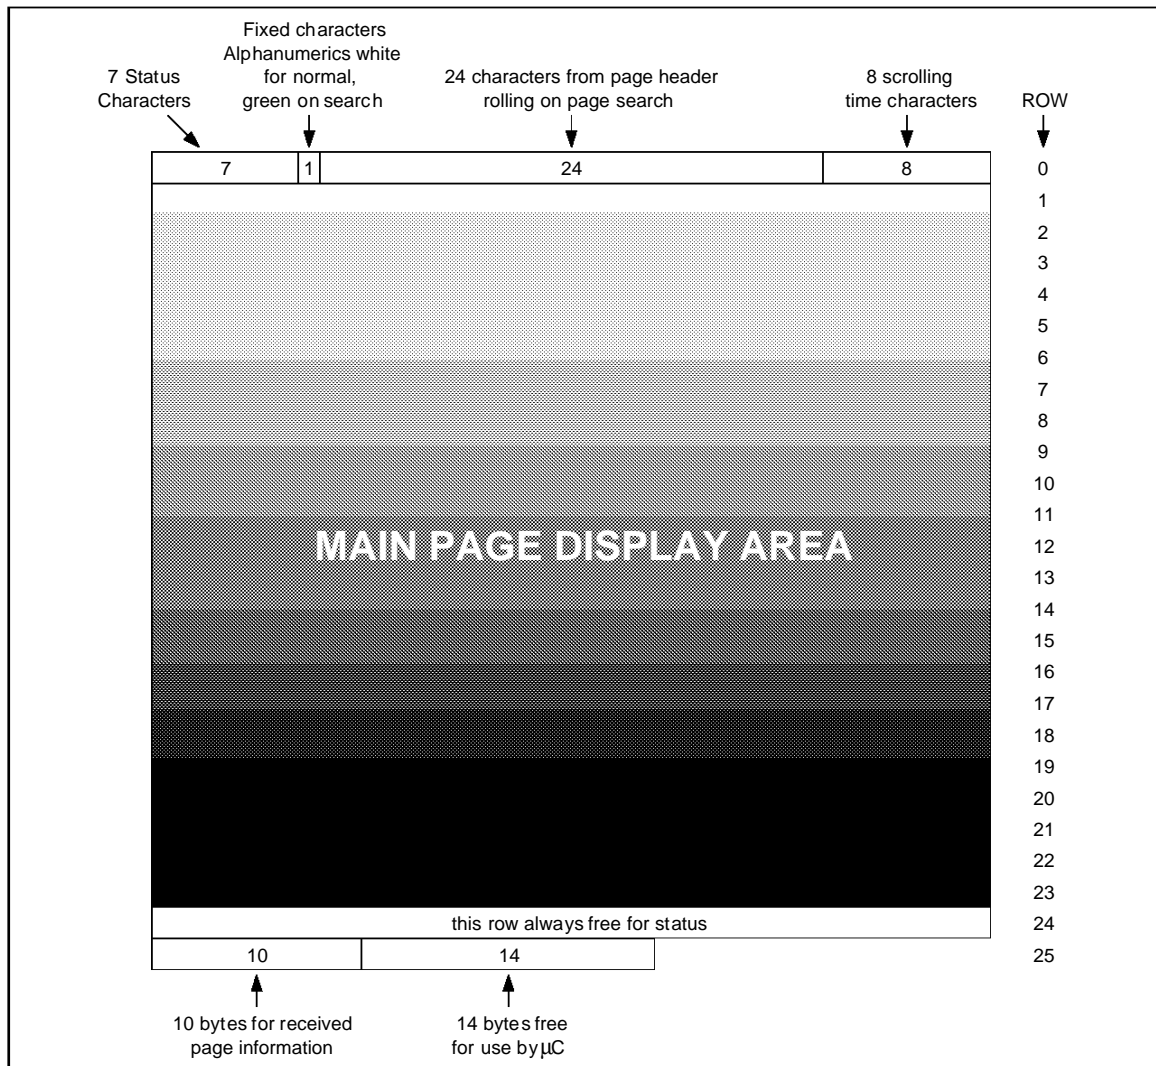 Fixed characters
Alphanumerics white
for normal,
green on search
7 Status
Characters
24 characters from page header
rolling on page search
8 scrolling
time characters
ROW
7 1 24 8 0
1
2
3
4
5
6
7
8
9
10
11
MAIN PAGE DISPLAY AREA 12
13
14
15
16
17
18
19
20
21
22
23
this row always free for status 24
10 14 25
10 bytes for received
page information
14 bytes free
for use by µC